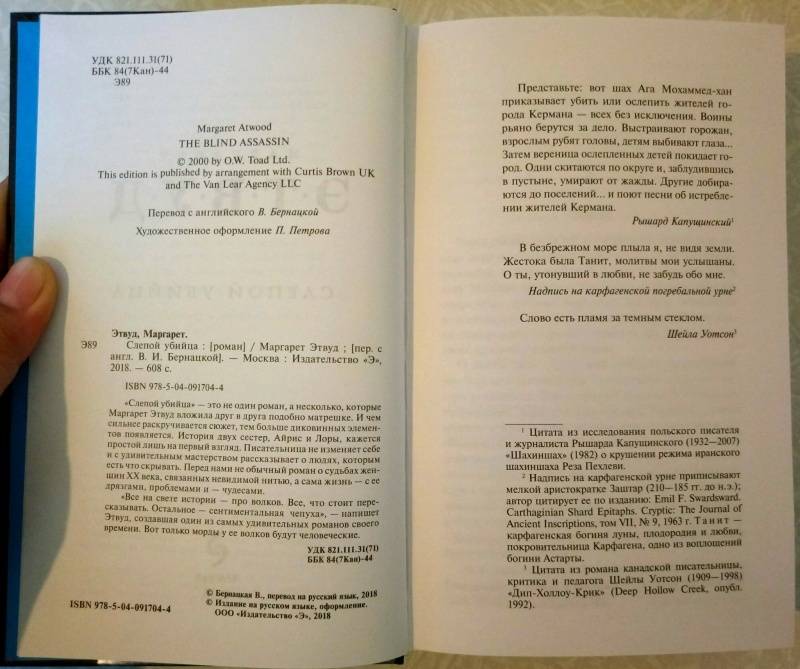 УДК 821.111.31(71)
ББК 84(7Кан)-44
Э89
Margaret Atwood
THE BLIND ASSASSIN
© 2000 by O.W. Toad Ltd.
This edition is published by arrangement with Curtis Brown UK
and The Van Lear Agency LLC
Перевод с английского В. Бернацкой
Художественное оформление П. Петрова
Этвуд, Маргарет.
Э89 Слепой убийца : [роман] / Маргарет Этвуд ; [пер. с
англ. В. И. Бернацкой]. — Москва : Издательство «Э»,
2018. — 608 с.
ISBN 978-5-04-091704-4
«Слепой убийца» — это не один роман, а несколько, которые
Маргарет Этвуд вложила друг в друга подобно матрешке. И чем
сильнее раскручивается сюжет, тем больше диковинных элемен-
тов появляется. История двух сестер, Айрис и Лоры, кажется
простой лишь на первый взгляд. Писательница не изменяет себе
и с удивительным мастерством рассказывает о людях, которым
есть что скрывать. Перед нами не обычный роман о судьбах жен-
щин XX века, связанных невидимой нитью, а сама жизнь — с ее
дрязгами, проблемами и — чудесами.
«Все на свете истории — про волков. Все, что стоит пере-
сказывать. Остальное — сентиментальная чепуха», — напишет
Этвуд, создавшая один из самых удивительных романов своего
времени. Вот только морды у ее волков будут человеческие.
УДК 821.111.31(71)
ББК 84(7Кан)-44
© Бернацкая В., перевод на русский язык, 2018
© Издание на русском языке, оформление.
ООО «Издательство «Э», 2018
ISBN 978-5-04-091704-4
Представьте: вот шах Ага Мохаммед-хан
приказывает убить или ослепить жителей го-
рода Кермана — всех без исключения. Воины
рьяно берутся за дело. Выстраивают горожан,
взрослым рубят головы, детям выбивают глаза...
Затем вереница ослепленных детей покидает го-
род. Одни скитаются по округе и, заблудившись
в пустыне, умирают от жажды. Другие добира-
ются до поселений... и поют песни об истребле-
нии жителей Кермана.
Рышард Капущинский¹
В безбрежном море плыла я, не видя земли.
Жестока была Танит, молитвы мои услышаны.
О ты, утонувший в любви, не забудь обо мне.
Надпись на карфагенской погребальной урне²
Слово есть пламя за темным стеклом.
Шейла Уотсон³
¹ Цитата из исследования польского писателя
и журналиста Рышарда Капущинского (1932—2007)
«Шахиншах» (1982) о крушении режима иранского
шахиншаха Реза Пехлеви.
² Надпись на карфагенской урне приписывают
мелкой аристократке Заштар (210—185 гг. до н.э.);
автор цитирует ее по изданию: Emil F. Swardsward.
Carthaginian Shard Epitaphs. Cryptic: The Journal of
Ancient Inscriptions, том VII, № 9, 1963 г. Танит —
карфагенская богиня луны, плодородия и любви,
покровительница Карфагена, одно из воплощений
богини Астарты.
³ Цитата из романа канадской писательницы,
критика и педагога Шейлы Уотсон (1909—1998)
«Дип-Холлоу-Крик» (Deep Hollow Creek, опубл.
1992).